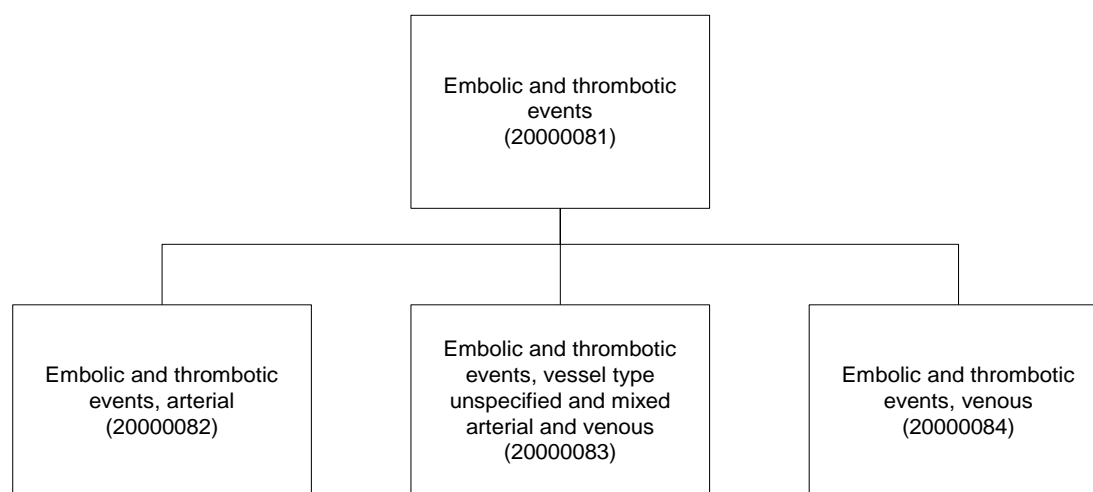 Embolic and thrombotic
events
(20000081)
Embolic and thrombotic
events, arterial
(20000082)
Embolic and thrombotic
events, vessel type
unspecified and mixed
arterial and venous
(20000083)
Embolic and thrombotic
events, venous
(20000084)